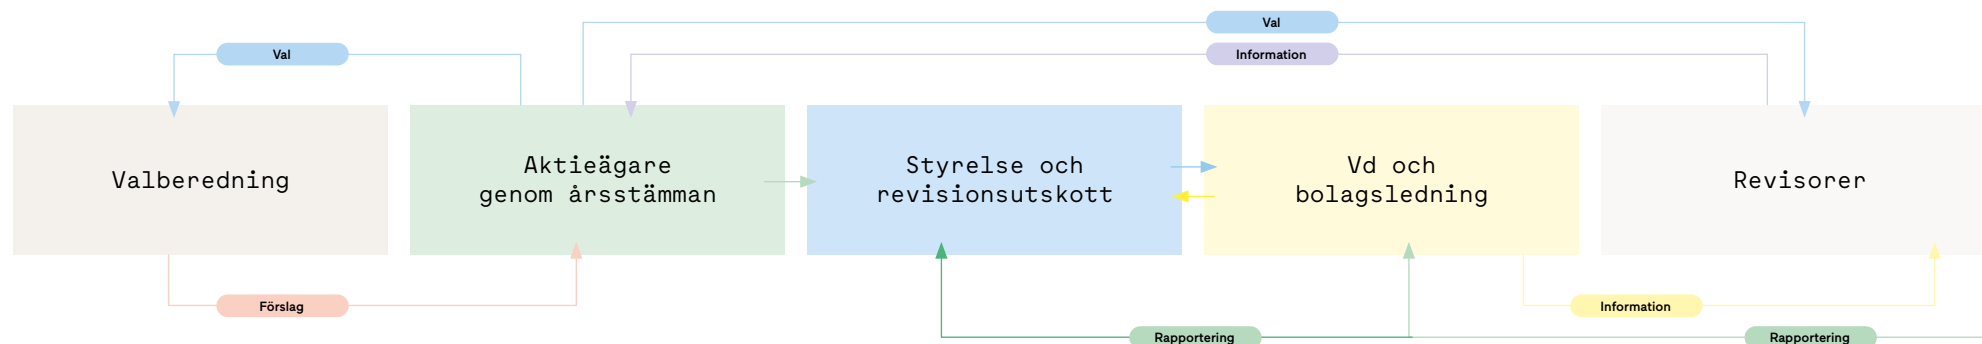 Val
Val
Information
Valberedning
Aktieägare
genom årsstämman
Styrelse och
revisionsutskott
Vd och
bolagsledning
Revisorer
Förslag
Information
Rapportering
Rapportering